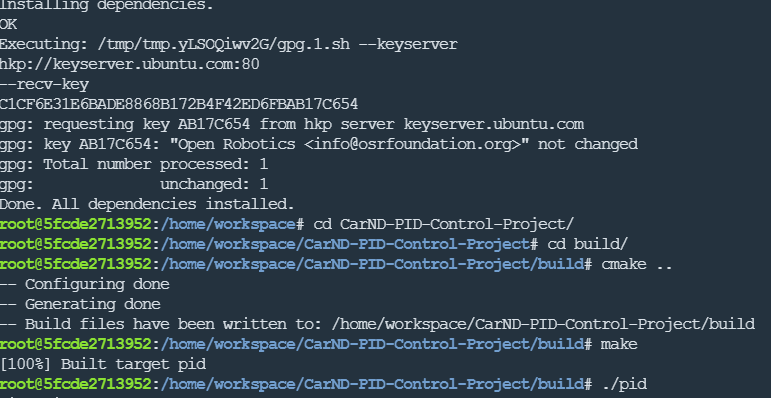 Installing dependencies.
OK
Executing: /tmp/tmp.yLSOQiwv2G/gpg.1.sh --keyserver
hkp://keyserver.ubuntu.com:80
--recv-key
C1CF6E31E6BADE8868B172B4F42ED6FBAB17C654
gpg: requesting key AB17C654 from hkp server keyserver.ubuntu.com
gpg: key AB17C654: "Open Robotics <info@osrfoundation.org>" not changed
gpg: Total number processed: 1
gpg:              unchanged: 1
Done. All dependencies installed.
root@5fcde2713952:/home/workspace# cd CarND-PID-Control-Project/
root@5fcde2713952:/home/workspace/CarND-PID-Control-Project# cd build/
root@5fcde2713952:/home/workspace/CarND-PID-Control-Project/build# cmake ..
-- Configuring done
-- Generating done
-- Build files have been written to: /home/workspace/CarND-PID-Control-Project/build
root@5fcde2713952:/home/workspace/CarND-PID-Control-Project/build# make
[100%] Built target pid
root@5fcde2713952:/home/workspace/CarND-PID-Control-Project/build# ./pid